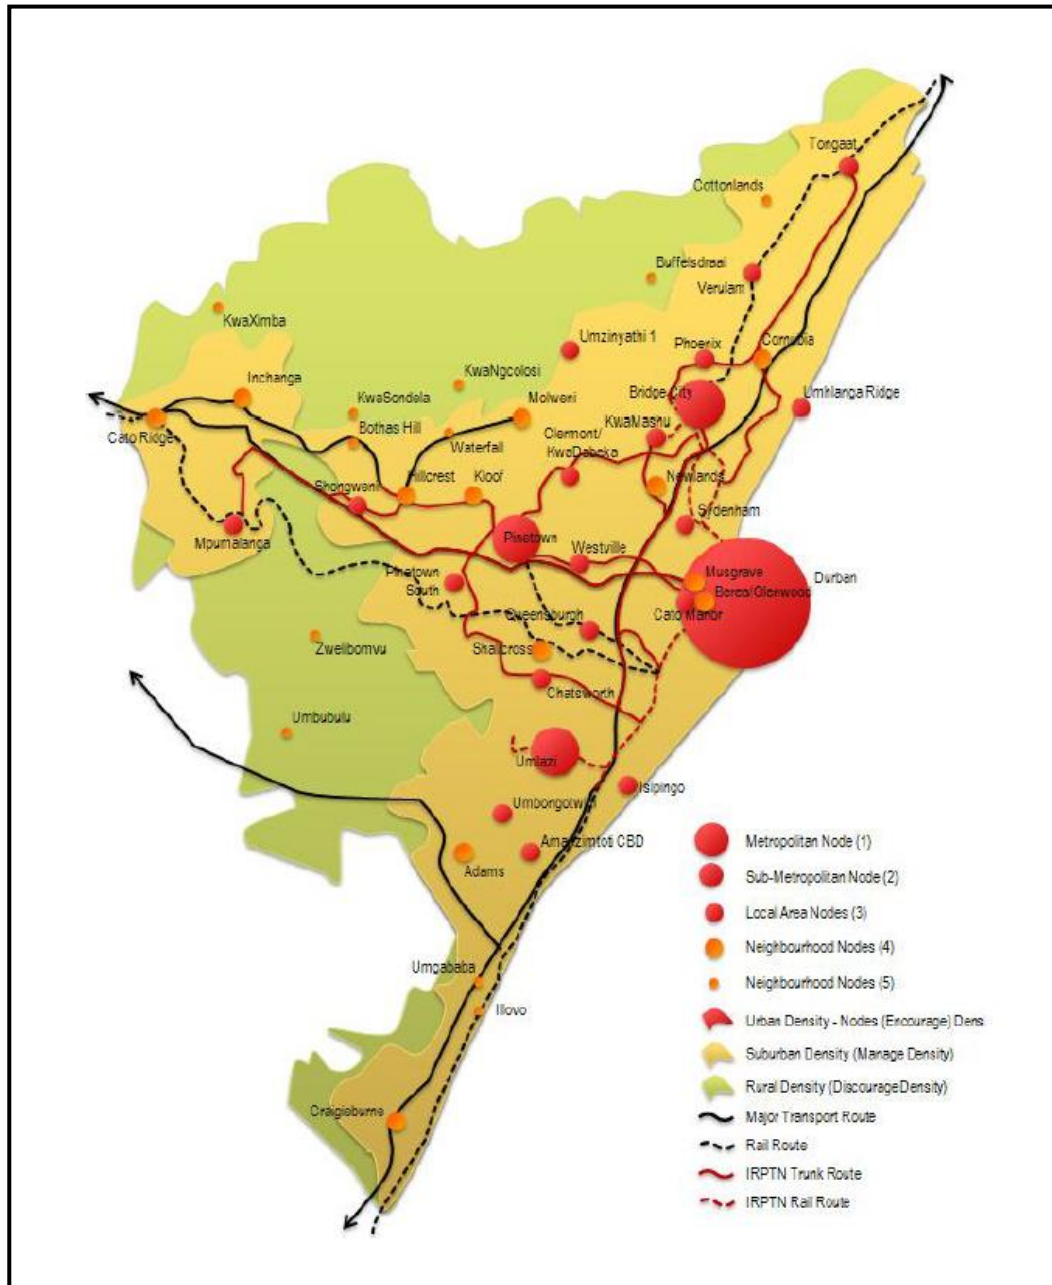 Tongaat
Cottonlands
Buffelsdraai
Verulam
KwaXimba
Umzinyathi 1
Phoenix
Cornubia
Inchanga
KwaNgcolosi
Bridge City
Umhlanga Ridge
KwaSondela
Molweni
Cato Ridge
Bothas Hill
Waterfall
KwaMashu
Clermont/
KwaDabeka
Shongweni
Hillcrest
Kloof
Newlands
Sydenham
Mpumalanga
Pinetown
Westville
Musgrave
Durban
Pinetown
South
Berea/Glenwood
Queensburgh
Cato Manor
Zwelibomvu
Shallcross
Chatsworth
Umbubulu
Umlazi
Isipingo
Umbongotwini
Amanzimtoti CBD
Adams
Umgababa
Illovo
Craigieburne
Metropolitan Node (1)
Sub-Metropolitan Node (2)
Local Area Nodes (3)
Neighbourhood Nodes (4)
Neighbourhood Nodes (5)
Urban Density - Nodes (Encourage) Dens
Suburban Density (Manage Density)
Rural Density (Discourage Density)
Major Transport Route
Rail Route
IRPTN Trunk Route
IRPTN Rail Route